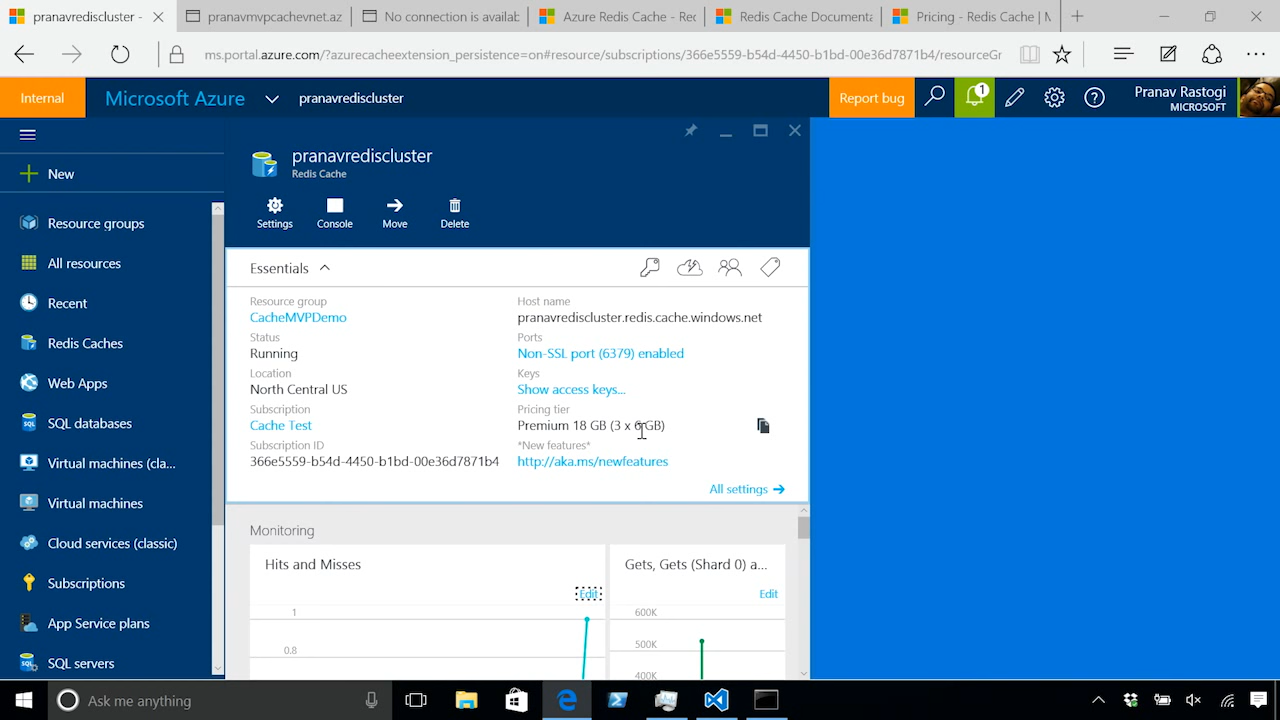 pranavrediscluster -
pranavmvpcachevnet.az
No connection is availab
Azure Redis Cache - Red
Redis Cache Documenta
Pricing - Redis Cache | M
ms.portal.azure.com/?azurecacheextension_persistence=on#resource/subscriptions/366e5559-b54d-4450-b1bd-00e36d7871b4/resourceGr
Internal
Microsoft Azure
pranavrediscluster
Report bug
1
Pranav Rastogi
MICROSOFT
New
Resource groups
All resources
Recent
Redis Caches
Web Apps
SQL databases
Virtual machines (cla...
Virtual machines
Cloud services (classic)
Subscriptions
App Service plans
SQL servers
pranavrediscluster
Redis Cache
Settings
Console
Move
Delete
Essentials
Resource group
CacheMVPDemo
Status
Running
Location
North Central US
Subscription
Cache Test
Subscription ID
366e5559-b54d-4450-b1bd-00e36d7871b4
Host name
pranavrediscluster.redis.cache.windows.net
Ports
Non-SSL port (6379) enabled
Keys
Show access keys...
Pricing tier
Premium 18 GB (3 x 6 GB)
*New features*
http://aka.ms/newfeatures
All settings
Monitoring
Hits and Misses
Edit
1
0.8
Gets, Gets (Shard 0) a...
Edit
600K
500K
400K
Ask me anything